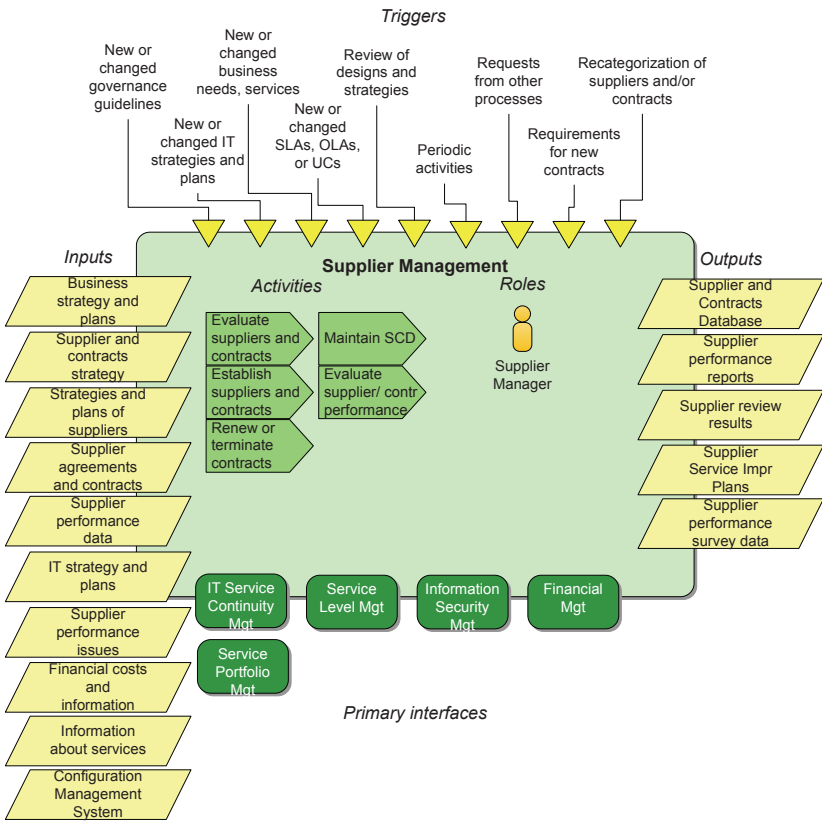 Triggers
New or
changed
governance
guidelines
New or
changed IT
strategies and
plans
New or
changed
business
needs, services
New or
changed
SLAs, OLAs,
or UCs
Review of
designs and
strategies
Periodic
activities
Requests
from other
processes
Requirements
for new
contracts
Recategorization of
suppliers and/or
contracts
Inputs
Business
strategy and
plans
Supplier and
contracts
strategy
Strategies and
plans of
suppliers
Supplier
agreements
and contracts
Supplier
performance
data
IT strategy and
plans
Supplier
performance
issues
Financial costs
and
information
Information
about services
Configuration
Management
System
Supplier Management
Activities
Evaluate
suppliers and
contracts
Establish
suppliers and
contracts
Renew or
terminate
contracts
Maintain SCD
Evaluate
supplier/ contr
performance
Roles
Supplier
Manager
Outputs
Supplier and
Contracts
Database
Supplier
performance
reports
Supplier review
results
Supplier
Service Impr
Plans
Supplier
performance
survey data
IT Service
Continuity
Mgt
Service
Level Mgt
Information
Security
Mgt
Financial
Mgt
Service
Portfolio
Mgt
Primary interfaces